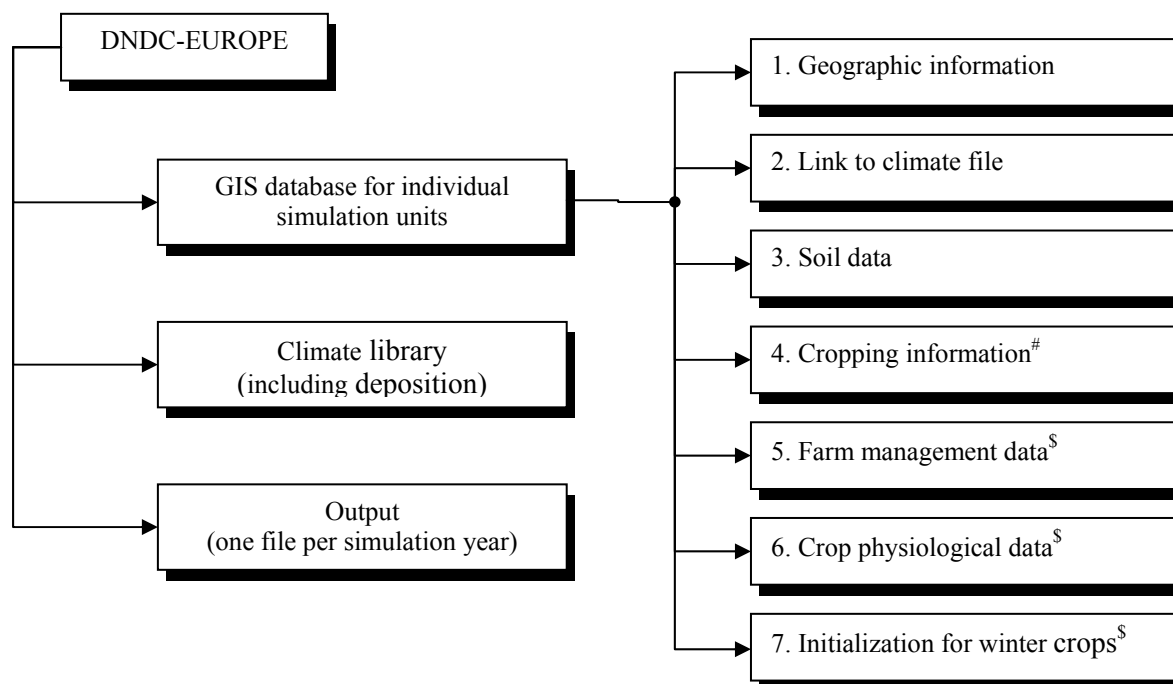 DNDC-EUROPE
GIS database for individual
simulation units
Climate library
(including deposition)
Output
(one file per simulation year)
1. Geographic information
2. Link to climate file
3. Soil data
4. Cropping information#
5. Farm management data$
6. Crop physiological data$
7. Initialization for winter crops$